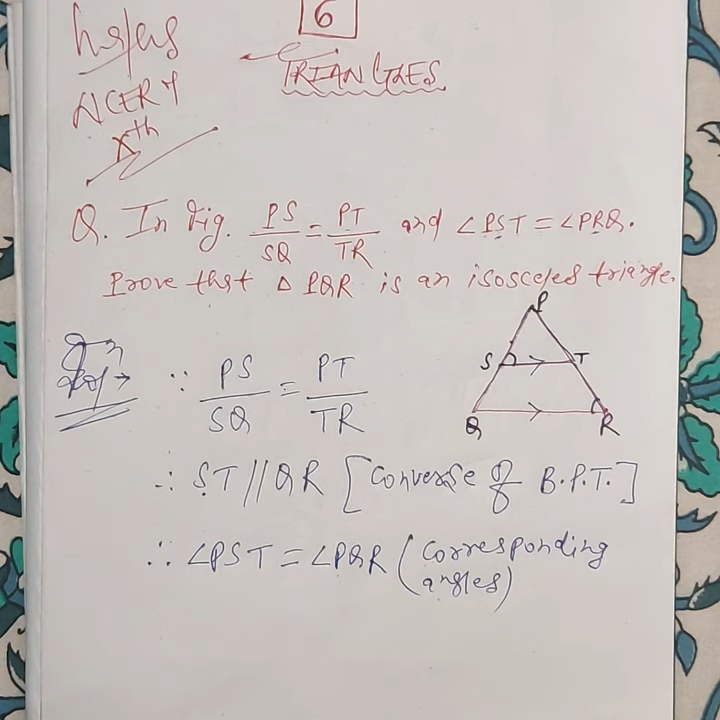 6
TRIANGLES
NCERT
Xth
Q. In Fig. PS/SQ = PT/TR and ∠PST = ∠PRQ.
Prove that △ PQR is an isosceles triangle.
P
S T
Q R
∵ PS/SQ = PT/TR
∴ ST // QR [Converse of B.P.T.]
∴ ∠PST = ∠PQR (Corresponding
angles)